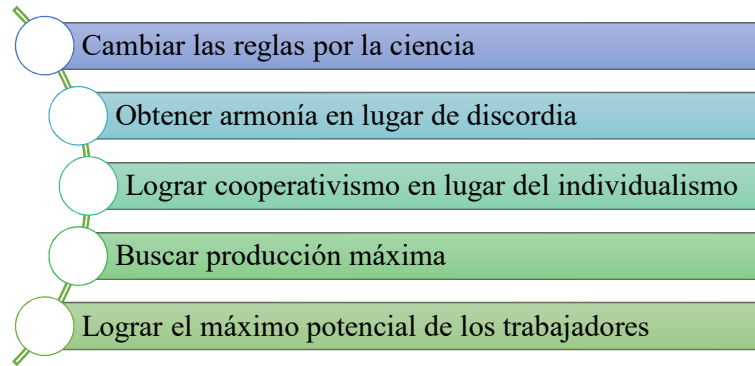 Cambiar las reglas por la ciencia
Obtener armonía en lugar de discordia
Lograr cooperativismo en lugar del individualismo
Buscar producción máxima
Lograr el máximo potencial de los trabajadores